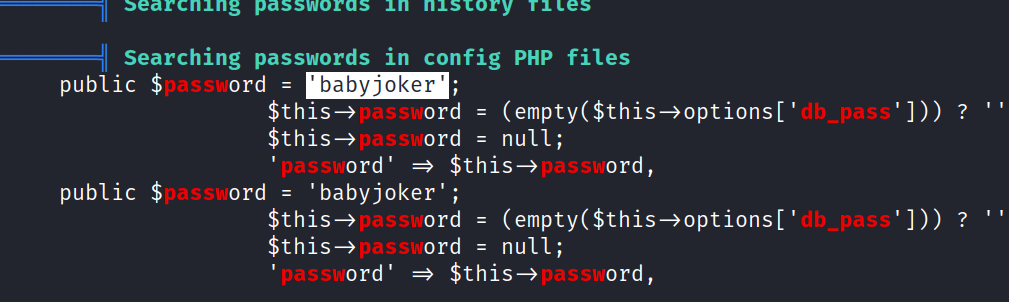 Searching passwords in history files
Searching passwords in config PHP files
public $password = 'babyjoker';
$this->password = (empty($this->options['db_pass'])) ? ''
$this->password = null;
'password' => $this->password,
public $password = 'babyjoker';
$this->password = (empty($this->options['db_pass'])) ? ''
$this->password = null;
'password' => $this->password,